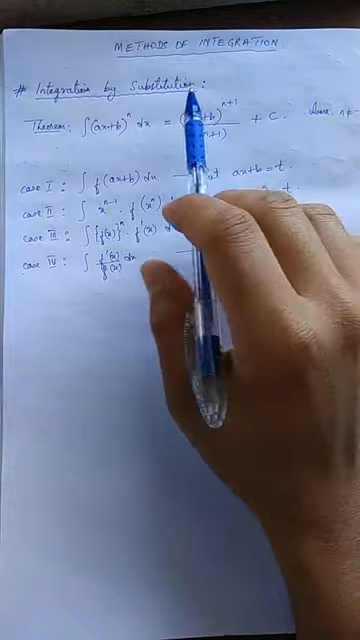 METHODS OF INTEGRATION
# Integration by Substitution:
Theorem: ∫(ax+b)ⁿ dx = +b)ⁿ⁺¹ / n+1) + C. n≠
case I: ∫ f(ax+b) dx ax+b=t.
case II: ∫ xⁿ⁻¹. f(xⁿ) t.
case III: ∫ {f(x)}ⁿ. f'(x)
case IV: ∫ f'(x)/f(x) dx